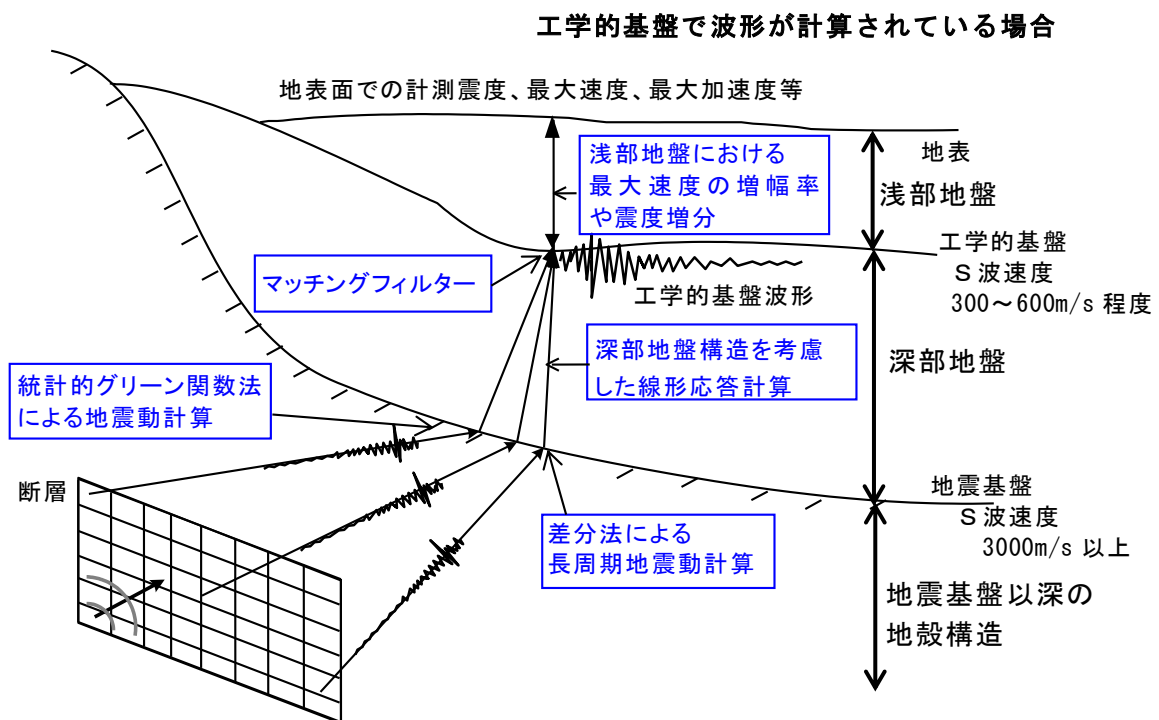 工学的基盤で波形が計算されている場合
地表面での計測震度、最大速度、最大加速度等
浅部地盤における
最大速度の増幅率
や震度増分
地表
浅部地盤
工学的基盤
S波速度
300～600m/s 程度
マッチングフィルター
工学的基盤波形
深部地盤構造を考慮
した線形応答計算
深部地盤
統計的グリーン関数法
による地震動計算
断層
地震基盤
S波速度
3000m/s 以上
差分法による
長周期地震動計算
地震基盤以深の
地殻構造